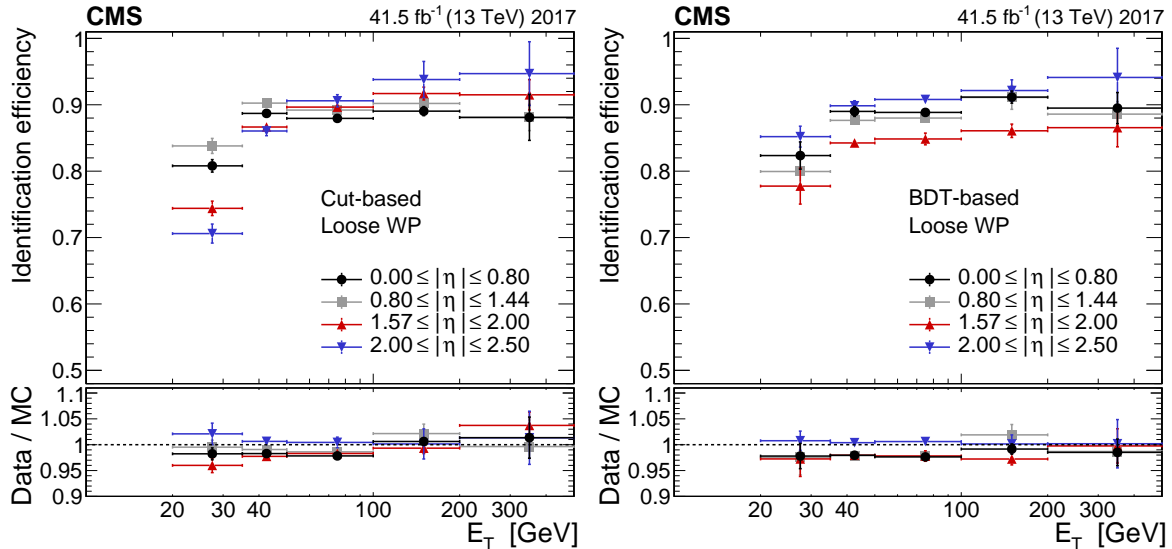 CMS 41.5 fb⁻¹ (13 TeV) 2017
Identification efficiency
1
0.9
0.8
0.7
0.6
0.5
Cut-based
Loose WP
0.00 ≤ |η| ≤ 0.80
0.80 ≤ |η| ≤ 1.44
1.57 ≤ |η| ≤ 2.00
2.00 ≤ |η| ≤ 2.50
Data / MC
1.1
1.05
1
0.95
0.9
20 30 40 100 200 300
E_T [GeV]
CMS 41.5 fb⁻¹ (13 TeV) 2017
Identification efficiency
1
0.9
0.8
0.7
0.6
0.5
BDT-based
Loose WP
0.00 ≤ |η| ≤ 0.80
0.80 ≤ |η| ≤ 1.44
1.57 ≤ |η| ≤ 2.00
2.00 ≤ |η| ≤ 2.50
Data / MC
1.1
1.05
1
0.95
0.9
20 30 40 100 200 300
E_T [GeV]